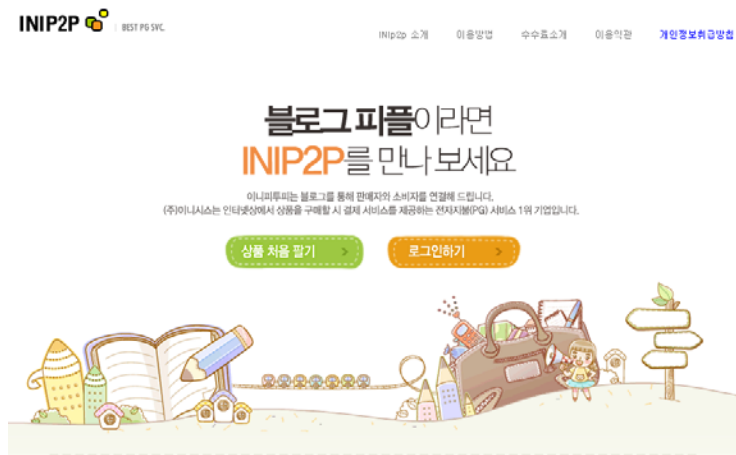 INIP2P BEST PG SVC.
INIp2p 소개 이용방법 수수료소개 이용약관 개인정보취급방침
블로그 피플이라면
INIP2P를 만나 보세요
이니피투피는 블로그를 통해 판매자와 소비자를 연결해 드립니다.
(주)이니시스는 인터넷상에서 상품을 구매할 시 결제 서비스를 제공하는 전자지불(PG) 서비스 1위 기업입니다.
상품 처음 팔기 >
로그인하기 >